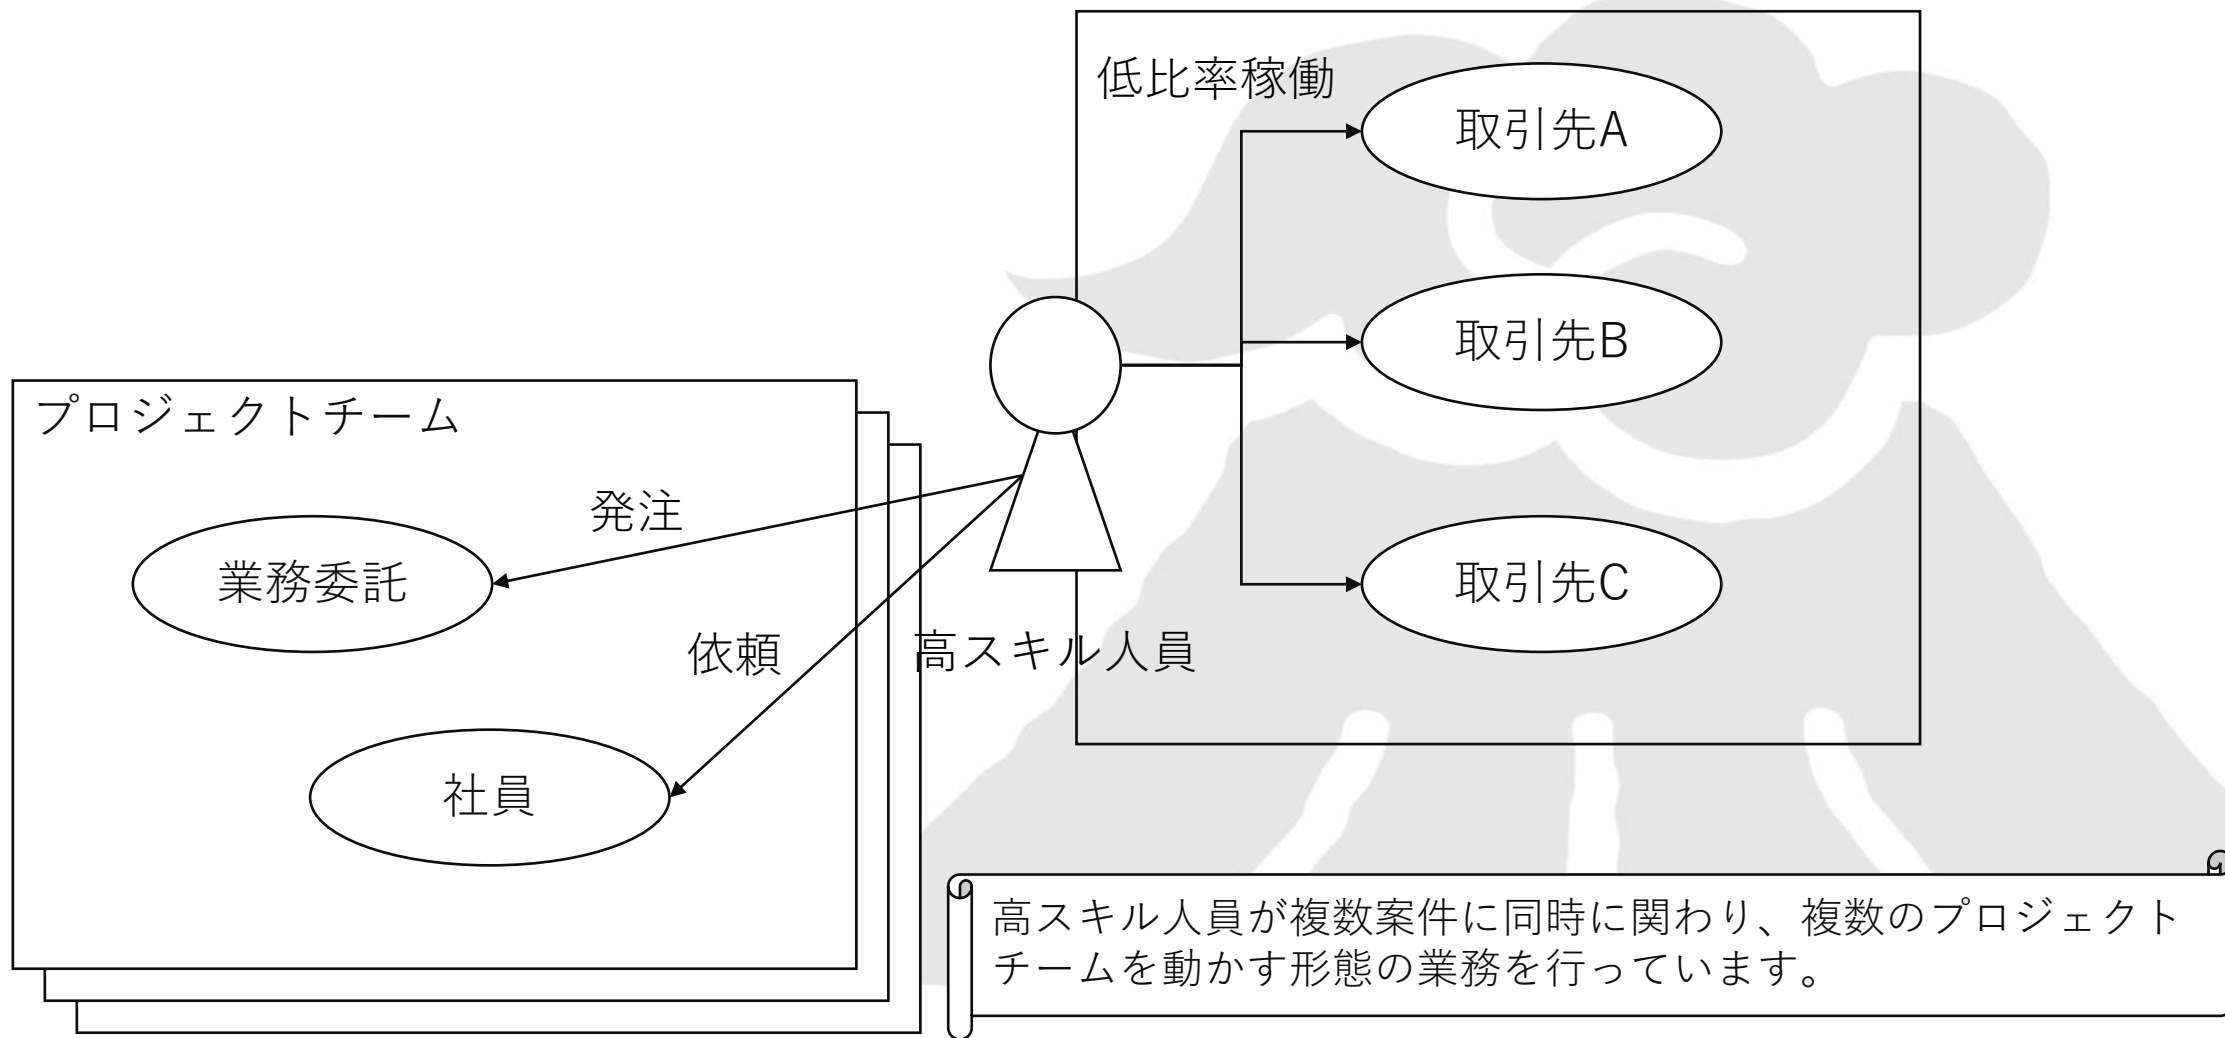 低比率稼働
取引先A
取引先B
取引先C
プロジェクトチーム
発注
業務委託
依頼
高スキル人員
社員
高スキル人員が複数案件に同時に関わり、複数のプロジェクト
チームを動かす形態の業務を行っています。